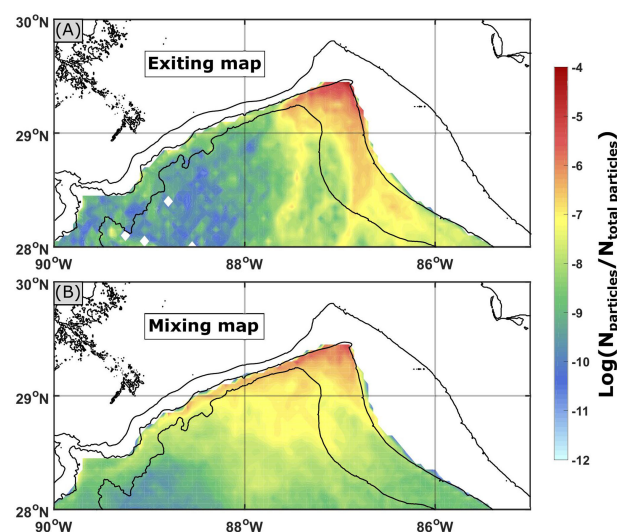 (A)
Exiting map
30°N
29°N
28°N
90°W
88°W
86°W
(B)
Mixing map
30°N
29°N
28°N
90°W
88°W
86°W
-4
-5
-6
-7
-8
-9
-10
-11
-12
Log(Nparticles/Ntotal particles)